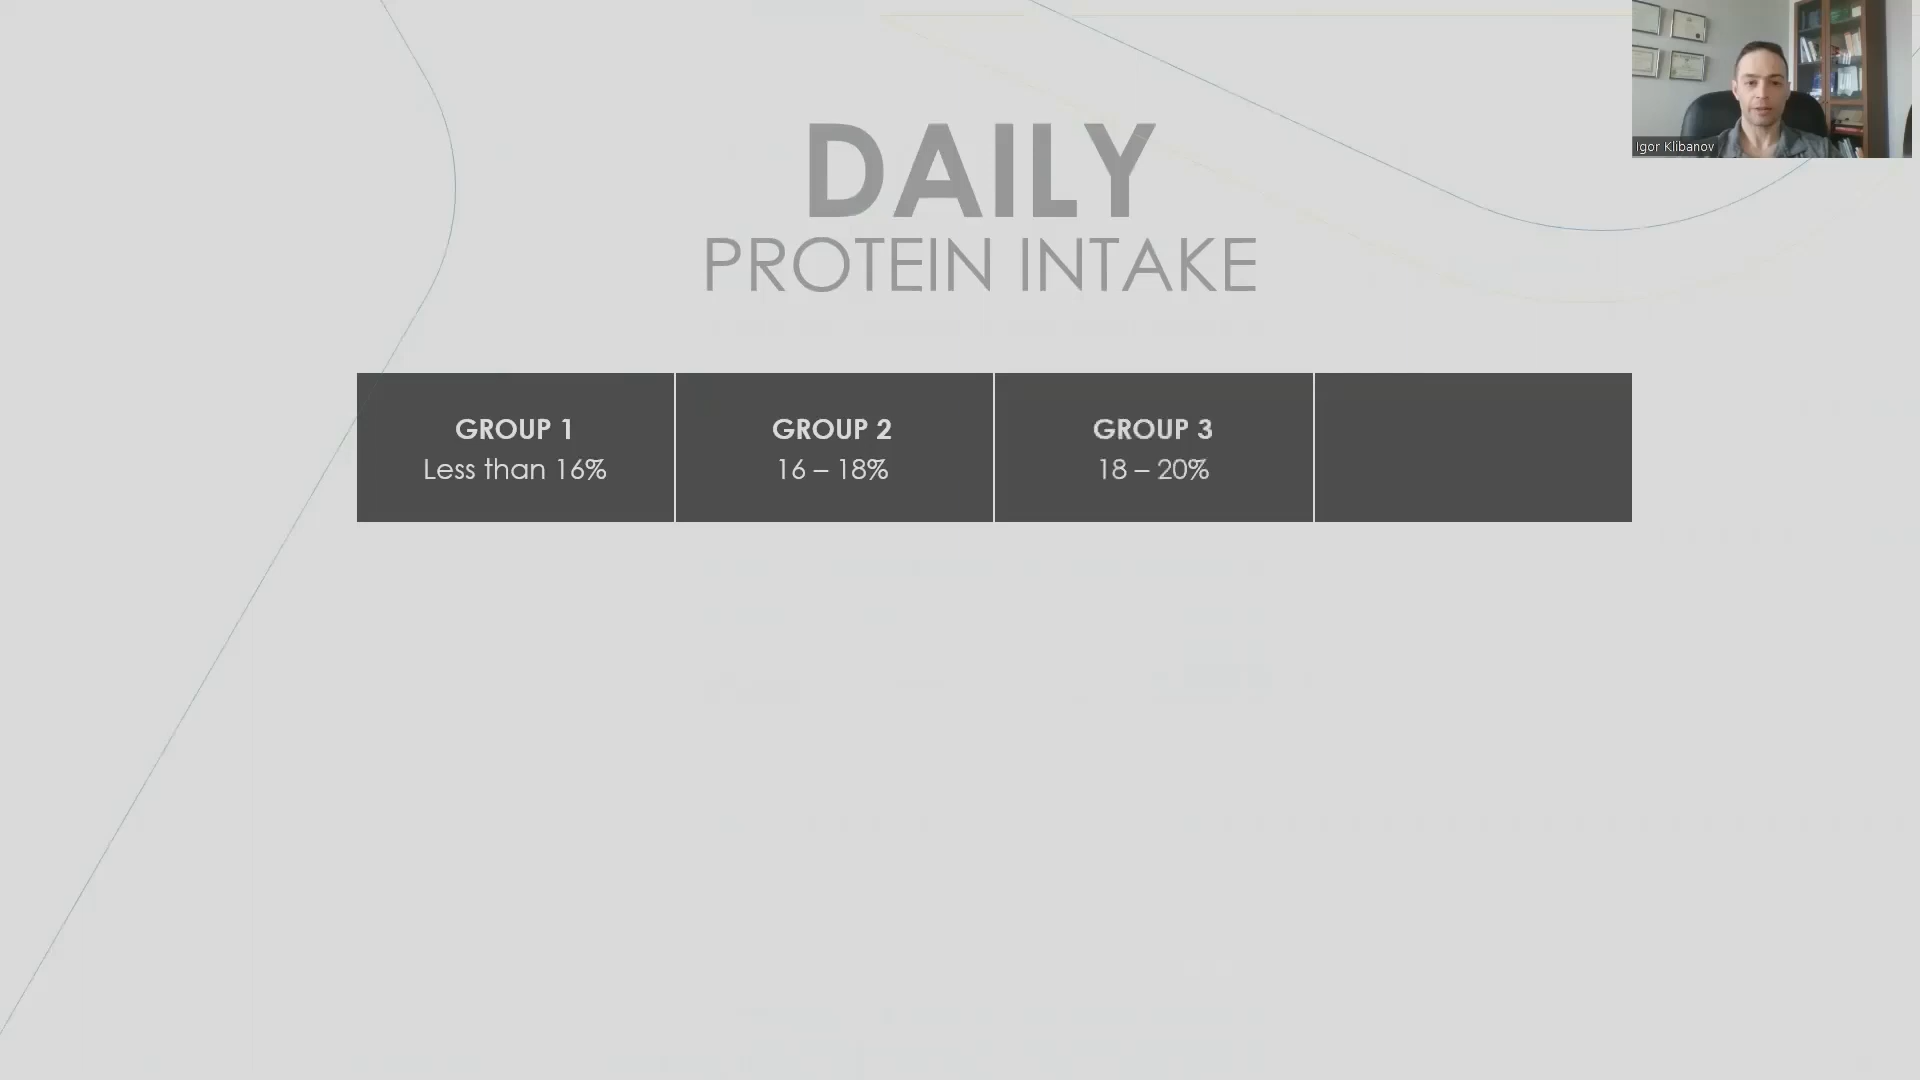 DAILY
PROTEIN INTAKE
GROUP 1
Less than 16%
GROUP 2
16 – 18%
GROUP 3
18 – 20%
Igor Klibanov